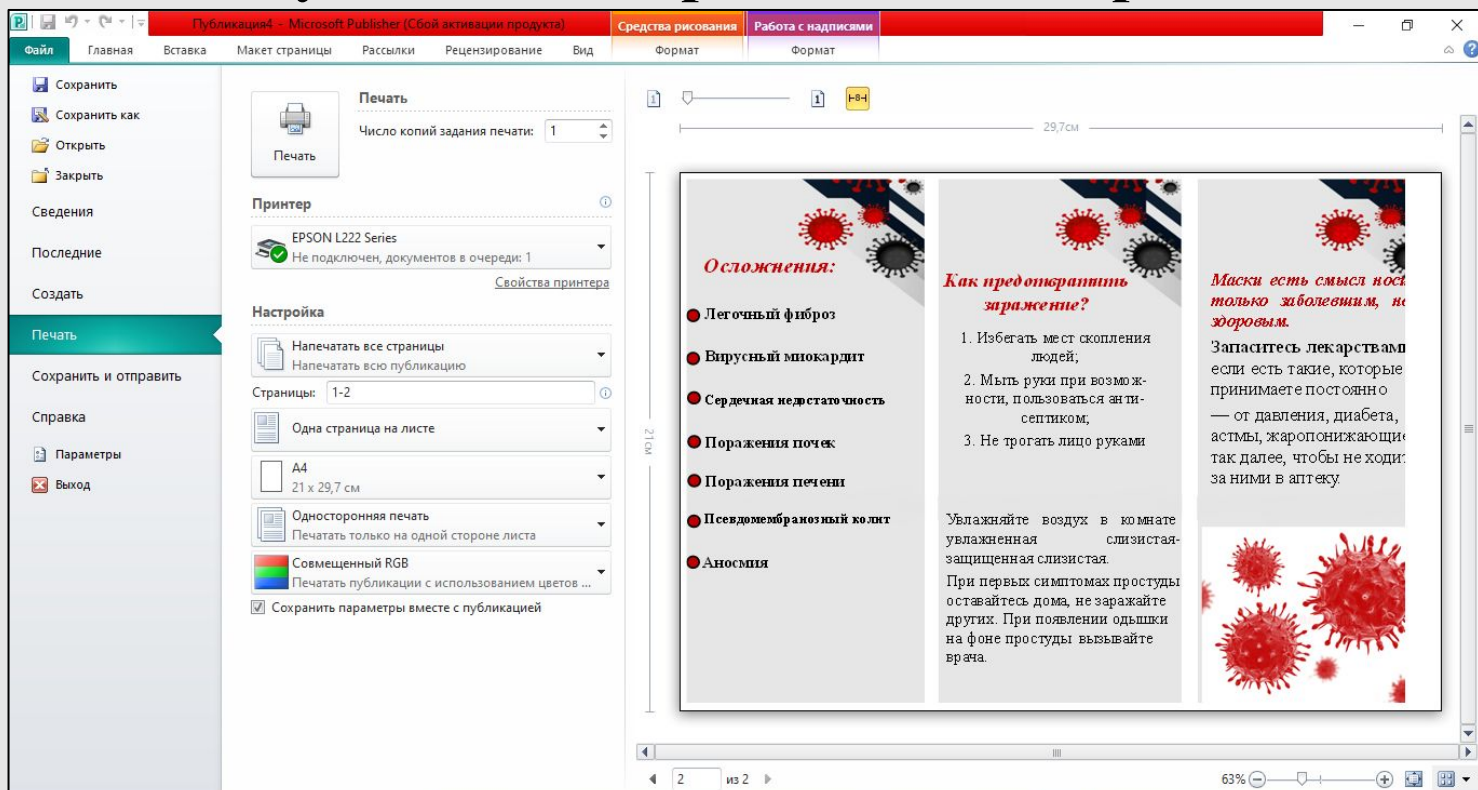 Публикация4 - Microsoft Publisher (Сбой активации продукта)
Средства рисования
Работа с надписями
Файл
Главная
Вставка
Макет страницы
Рассылки
Рецензирование
Вид
Формат
Формат
Сохранить
Сохранить как
Открыть
Закрыть
Сведения
Последние
Создать
Печать
Сохранить и отправить
Справка
Параметры
Выход
Печать
Печать
Число копий задания печати: 1
Принтер
EPSON L222 Series
Не подключен, документов в очереди: 1
Свойства принтера
Настройка
Напечатать все страницы
Напечатать всю публикацию
Страницы: 1-2
Одна страница на листе
A4
21 x 29,7 см
Односторонняя печать
Печатать только на одной стороне листа
Совмещенный RGB
Печатать публикации с использованием цветов ...
Сохранить параметры вместе с публикацией
1
1
29,7см
21см
Осложнения:
Легочный фиброз
Вирусный миокардит
Сердечная недостаточность
Поражения почек
Поражения печени
Псевдомембранозный колит
Аносмия
Как предотвратить
заражение?
1. Избегать мест скопления
людей;
2. Мыть руки при возмож-
ности, пользоваться анти-
септиком;
3. Не трогать лицо руками
Увлажняйте воздух в комнате
увлажненная слизистая-
защищенная слизистая.
При первых симптомах простуды
оставайтесь дома, не заражайте
других. При появлении одышки
на фоне простуды вызывайте
врача.
Маски есть смысл
только заболевшим,
здоровым.
Запаситесь
если есть такие, которые
принимаете постоянно
— от давления, диабета,
астмы,
так далее, чтобы не
за ними в аптеку.
2 из 2
63%